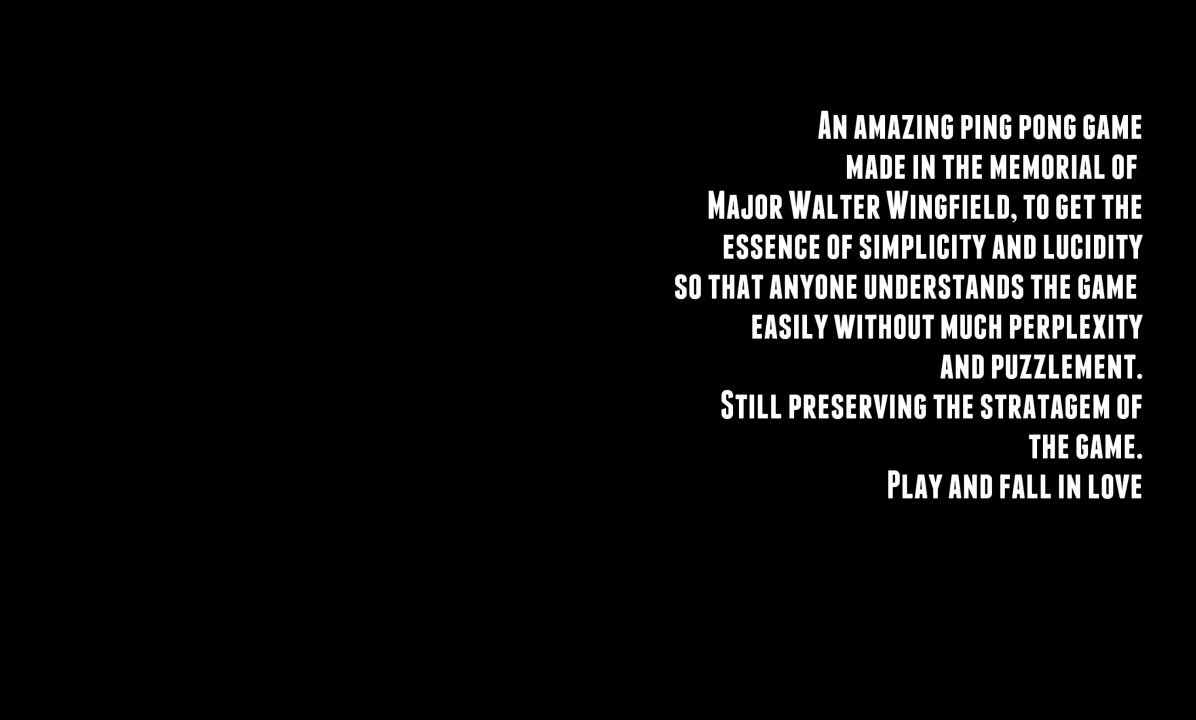 An amazing ping pong game
made in the memorial of
Major Walter Wingfield, to get the
essence of simplicity and lucidity
so that anyone understands the game
easily without much perplexity
and puzzlement.
Still preserving the stratagem of
the game.
Play and fall in love